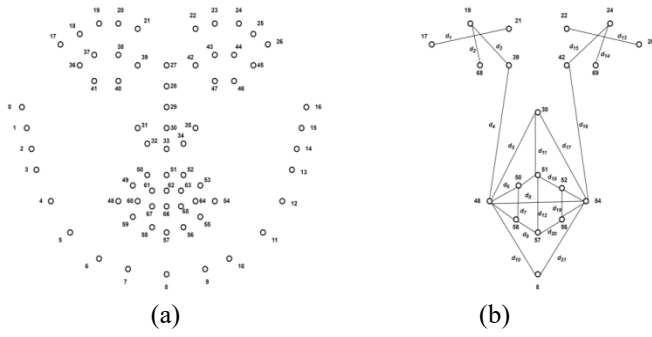 19 20 23 24
18 21 22 25
17 26
37 38 43 44
36 39 27 42 45
41 40 47 46
28
0 29 16
1 31 30 35 15
32 33 34
2 14
3 13
50 51 52
49 61 62 63 53
4 48 60 64 54 12
67 66 65
59 55
58 57 56
5 11
6 10
7 8 9
(a)
19 24
17 21 22 26
d1 d2 d3 d15 d14 d13
68 39 42 69
30
d4 d5 d11 d17 d16
50 51 52
d6 d18
48 d9 54
d7 d12 d19
58 57 56
d8 d20
d10 d21
8
(b)